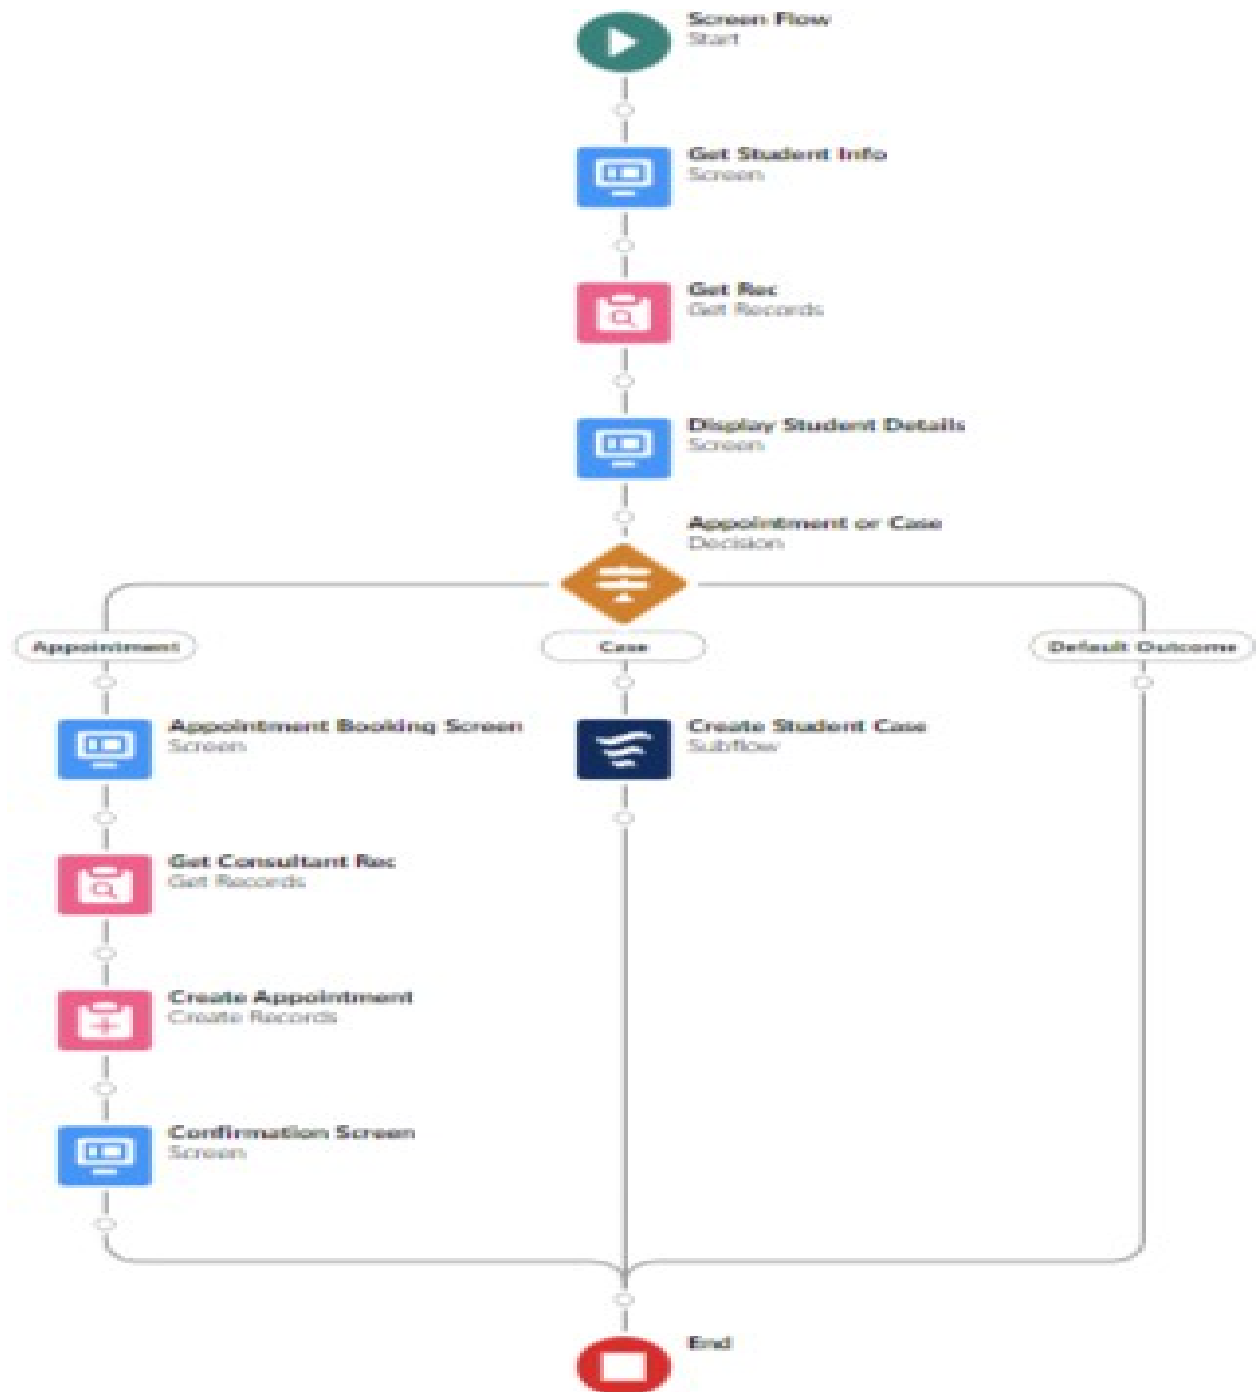 Screen Flow
Start
Get Student Info
Screen
Get Rec
Get Records
Display Student Details
Screen
Appointment or Case
Decision
Appointment
Case
Default Outcome
Appointment Booking Screen
Screen
Create Student Case
Subflow
Get Consultant Rec
Get Records
Create Appointment
Create Records
Confirmation Screen
Screen
End